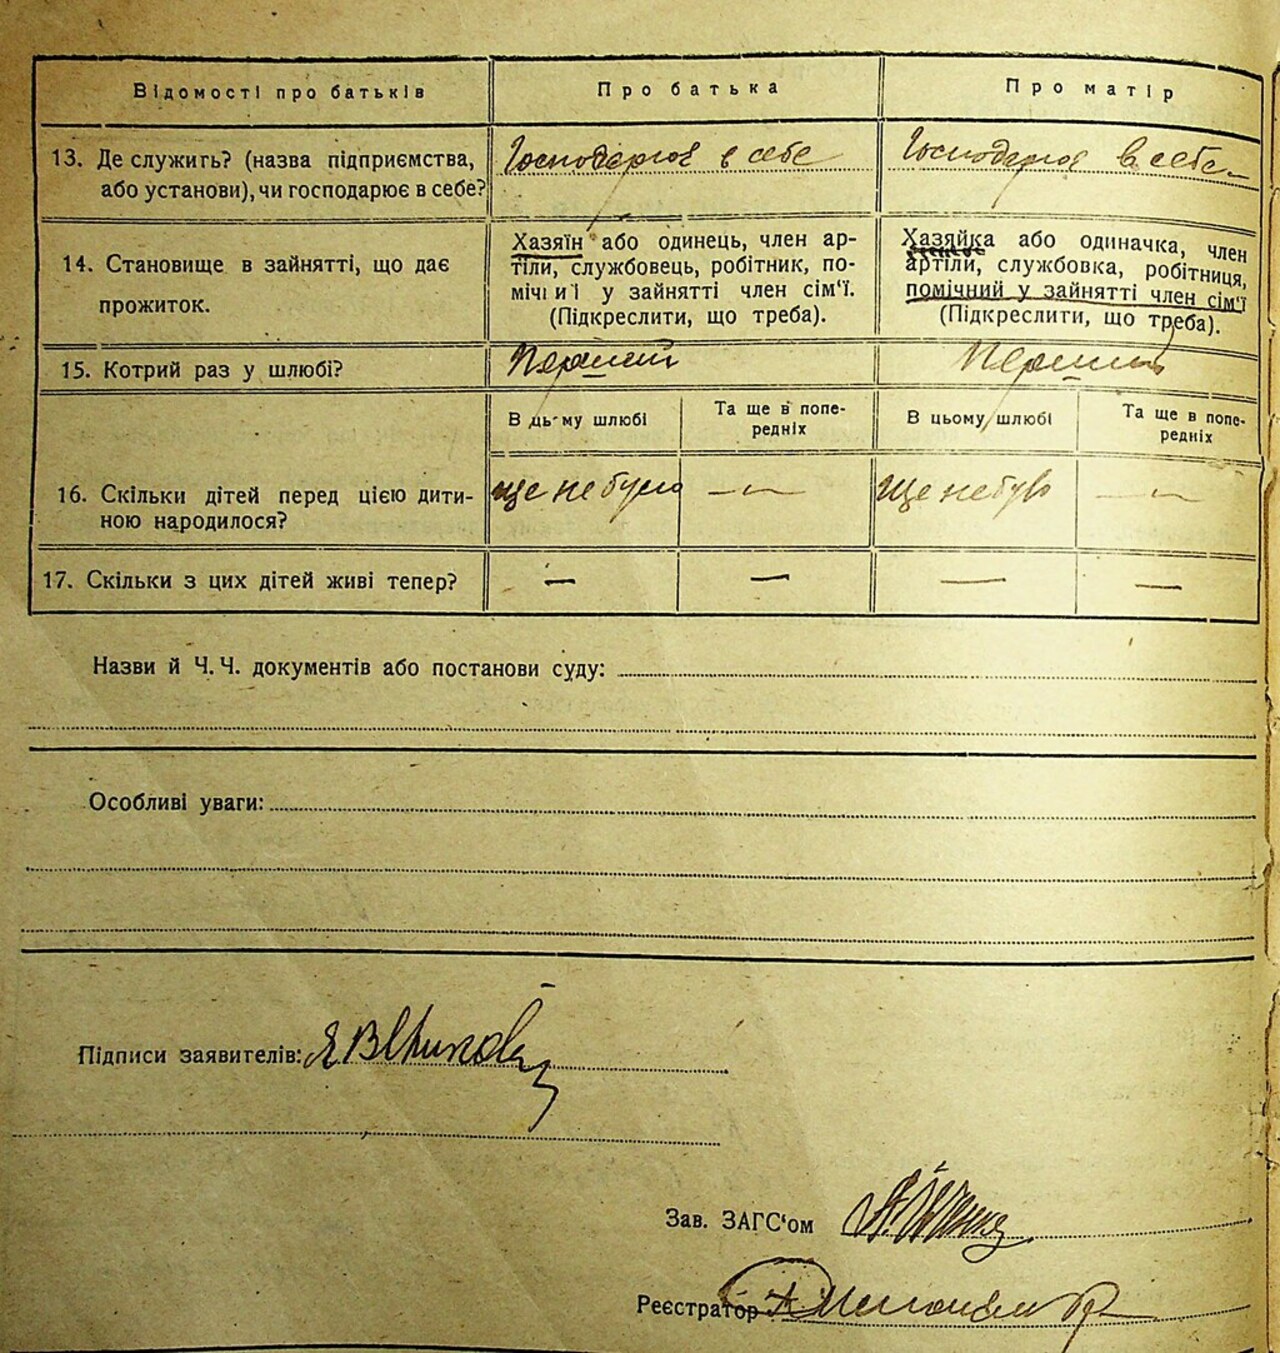 Відомості про батьків
Про батька
Про матір
13. Де служить? (назва підприємства,
або установи), чи господарює в себе?
Господарює в себе
Господарює в себе
14. Становище в зайнятті, що дає
прожиток.
Хазяїн або одинець, член ар-
тіли, службовець, робітник, по-
мічний у зайнятті член сім'ї.
(Підкреслити, що треба).
Хазяйка або одиначка, член
артіли, службовка, робітниця,
помічний у зайнятті член сім'ї
(Підкреслити, що треба).
15. Котрий раз у шлюбі?
Перший
Перший
В цьому шлюбі
Та ще в попе-
редніх
В цьому шлюбі
Та ще в попе-
редніх
16. Скільки дітей перед цією дити-
ною народилося?
ще не було
—
ще не було
—
17. Скільки з цих дітей живі тепер?
—
—
—
—
Назви й Ч. Ч. документів або постанови суду:
Особливі уваги:
Підписи заявителів:
Зав. ЗАГС'ом
Реєстратор